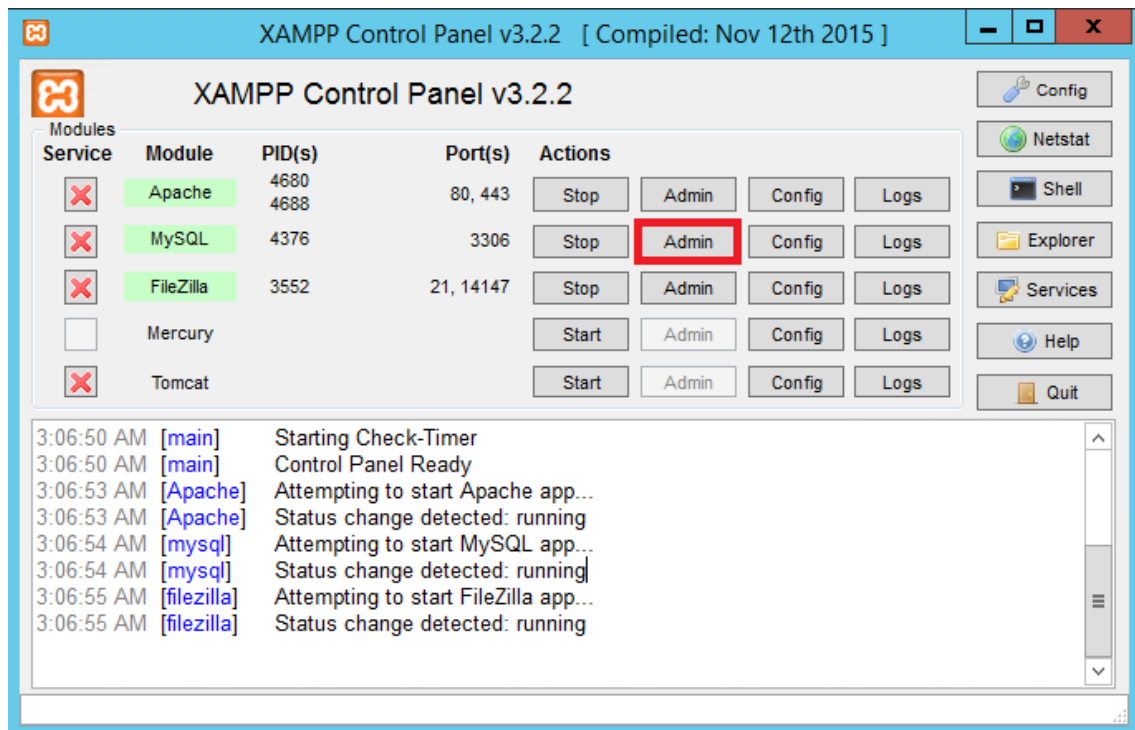 XAMPP Control Panel v3.2.2 [ Compiled: Nov 12th 2015 ]
XAMPP Control Panel v3.2.2
Config
Modules
Netstat
Service Module PID(s) Port(s) Actions
Apache 4680 4688 80, 443 Stop Admin Config Logs
Shell
MySQL 4376 3306 Stop Admin Config Logs
Explorer
FileZilla 3552 21, 14147 Stop Admin Config Logs
Services
Mercury Start Admin Config Logs
Help
Tomcat Start Admin Config Logs
Quit
3:06:50 AM [main] Starting Check-Timer
3:06:50 AM [main] Control Panel Ready
3:06:53 AM [Apache] Attempting to start Apache app...
3:06:53 AM [Apache] Status change detected: running
3:06:54 AM [mysql] Attempting to start MySQL app...
3:06:54 AM [mysql] Status change detected: running
3:06:55 AM [filezilla] Attempting to start FileZilla app...
3:06:55 AM [filezilla] Status change detected: running